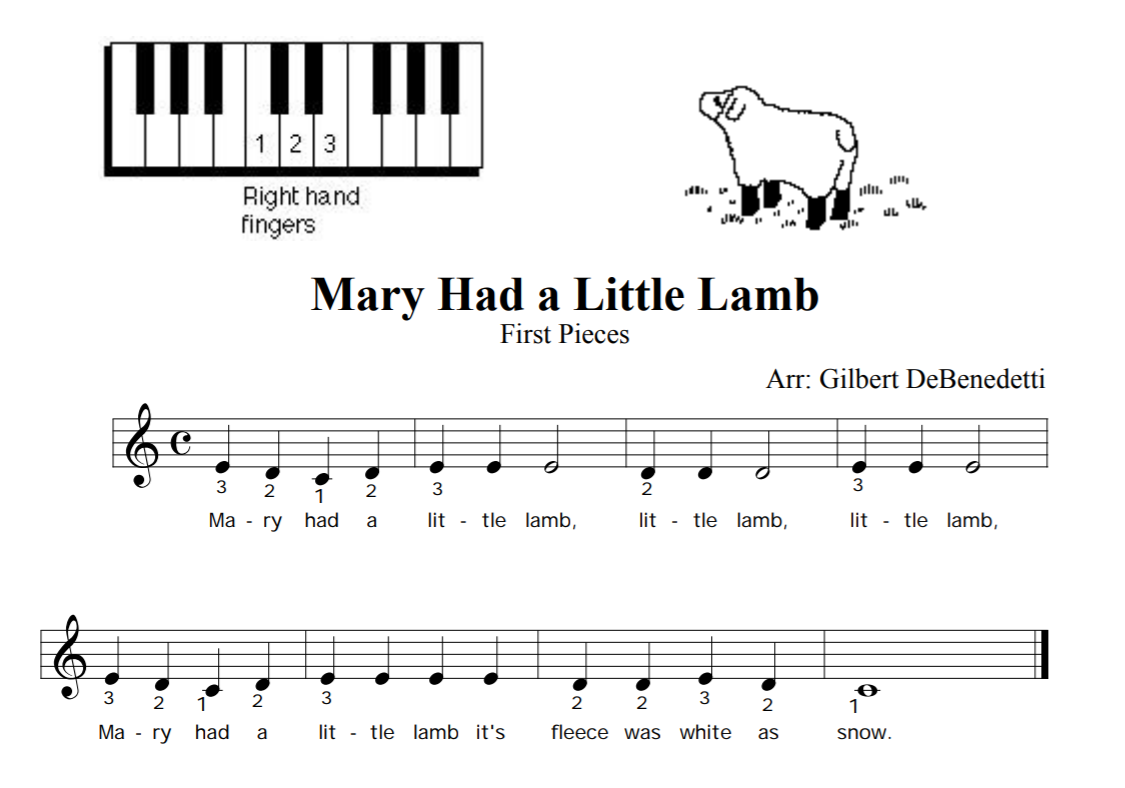 1 2 3
Right hand
fingers
Mary Had a Little Lamb
First Pieces
Arr: Gilbert DeBenedetti
3 2 1 2 3 2 3
Ma - ry had a lit - tle lamb, lit - tle lamb, lit - tle lamb,
3 2 1 2 3 2 2 3 2 1
Ma - ry had a lit - tle lamb it's fleece was white as snow.